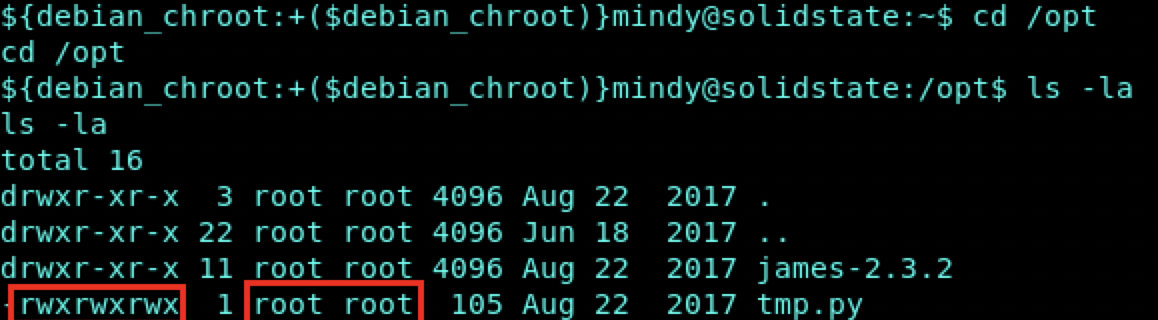 ${debian_chroot:+($debian_chroot)}mindy@solidstate:~$ cd /opt
cd /opt
${debian_chroot:+($debian_chroot)}mindy@solidstate:/opt$ ls -la
ls -la
total 16
drwxr-xr-x  3 root root 4096 Aug 22  2017 .
drwxr-xr-x 22 root root 4096 Jun 18  2017 ..
drwxr-xr-x 11 root root 4096 Aug 22  2017 james-2.3.2
-rwxrwxrwx  1 root root  105 Aug 22  2017 tmp.py